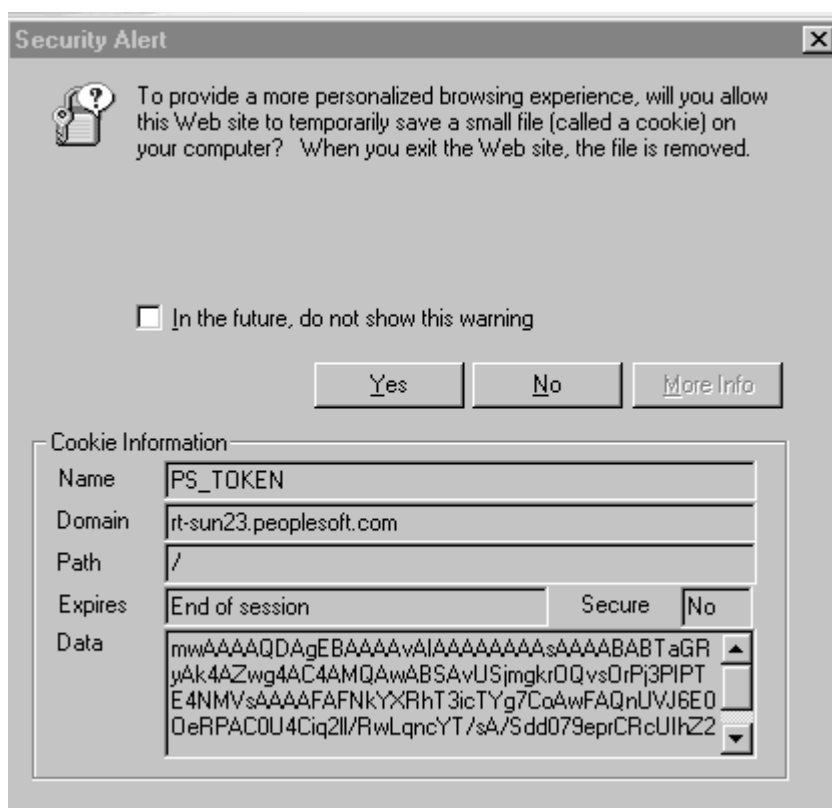 Security Alert
To provide a more personalized browsing experience, will you allow
this Web site to temporarily save a small file (called a cookie) on
your computer? When you exit the Web site, the file is removed.
In the future, do not show this warning
Yes No More Info
Cookie Information
Name PS_TOKEN
Domain rt-sun23.peoplesoft.com
Path /
Expires End of session Secure No
Data mwAAAAQDAgEBAAAAvAIAAAAAAAAsAAAABABTaGR
yAk4AZwg4AC4AMQAwABSAvUSjmgkrOQvsOrPj3PIPT
E4NMVsAAAAFAFNkYXRhT3icTYg7CoAwFAQnUVJ6E0
OeRPAC0U4Ciq2II/RwLqncYT/sA/Sdd079eprCRcUIhZ2